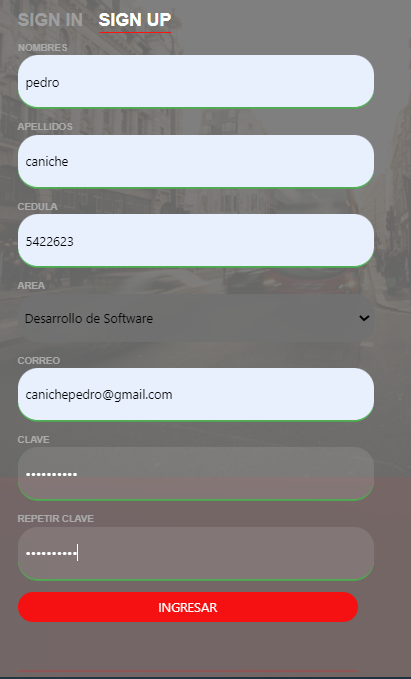 SIGN IN SIGN UP
NOMBRES
pedro
APELLIDOS
caniche
CEDULA
5422623
AREA
Desarrollo de Software
CORREO
canichepedro@gmail.com
CLAVE
••••••••••
REPETIR CLAVE
••••••••••
INGRESAR